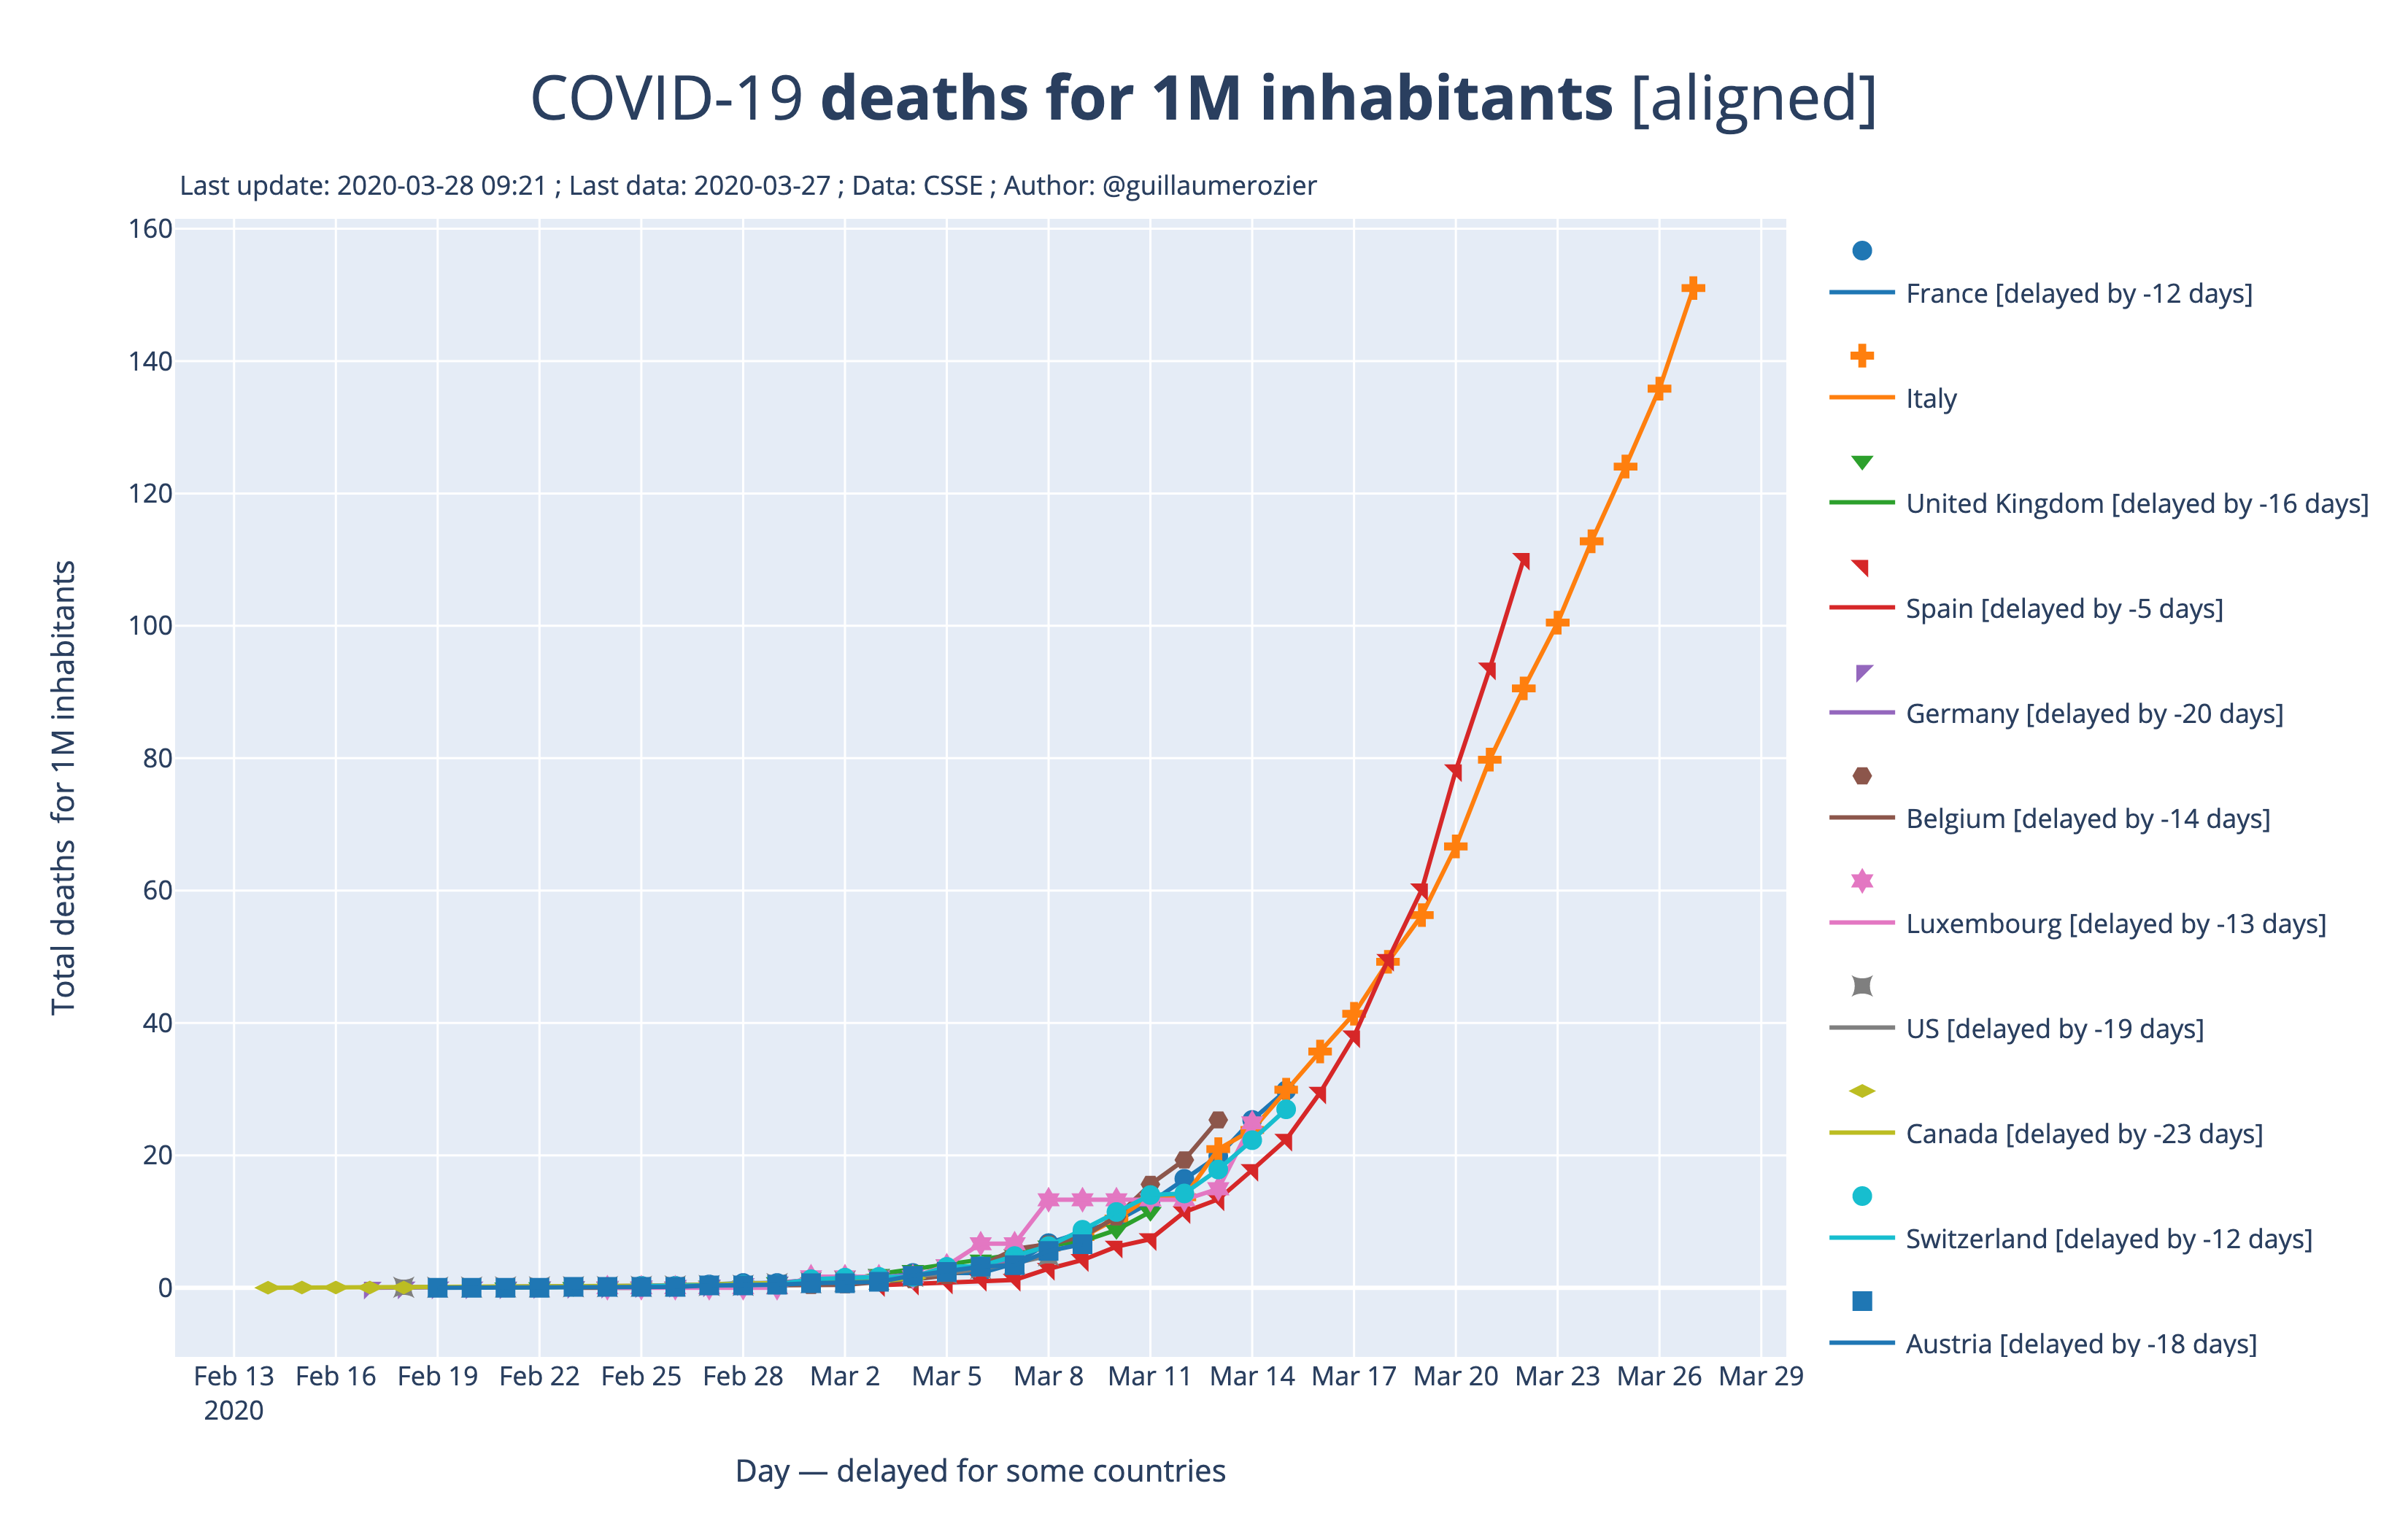 COVID-19 deaths for 1M inhabitants [aligned]
Last update: 2020-03-28 09:21 ; Last data: 2020-03-27 ; Data: CSSE ; Author: @guillaumerozier
160
140
120
100
80
60
40
20
0
Total deaths for 1M inhabitants
Feb 13 Feb 16 Feb 19 Feb 22 Feb 25 Feb 28 Mar 2 Mar 5 Mar 8 Mar 11 Mar 14 Mar 17 Mar 20 Mar 23 Mar 26 Mar 29
2020
Day — delayed for some countries
France [delayed by -12 days]
Italy
United Kingdom [delayed by -16 days]
Spain [delayed by -5 days]
Germany [delayed by -20 days]
Belgium [delayed by -14 days]
Luxembourg [delayed by -13 days]
US [delayed by -19 days]
Canada [delayed by -23 days]
Switzerland [delayed by -12 days]
Austria [delayed by -18 days]